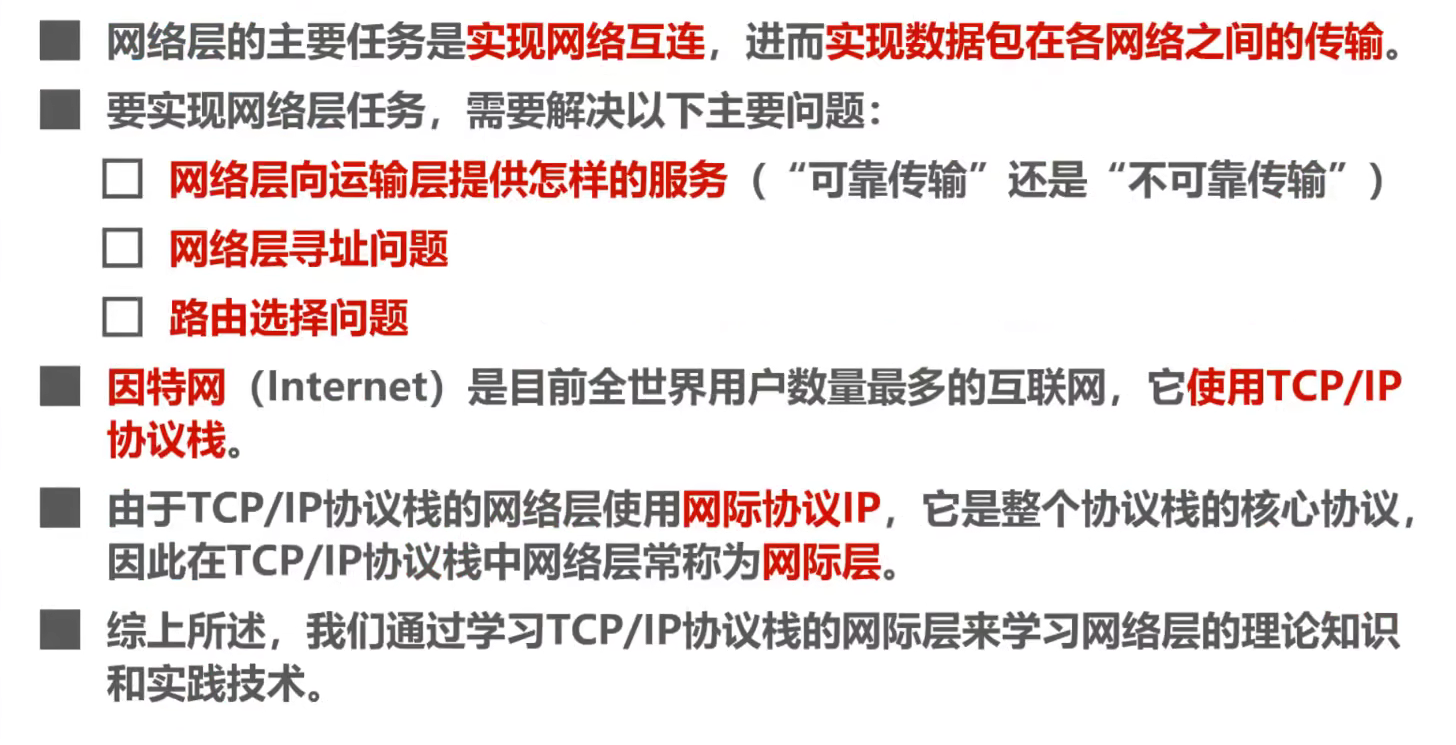 网络层的主要任务是实现网络互连，进而实现数据包在各网络之间的传输。
要实现网络层任务，需要解决以下主要问题：
网络层向运输层提供怎样的服务（“可靠传输”还是“不可靠传输”）
网络层寻址问题
路由选择问题
因特网（Internet）是目前全世界用户数量最多的互联网，它使用TCP/IP
协议栈。
由于TCP/IP协议栈的网络层使用网际协议IP，它是整个协议栈的核心协议，
因此在TCP/IP协议栈中网络层常称为网际层。
综上所述，我们通过学习TCP/IP协议栈的网际层来学习网络层的理论知识
和实践技术。